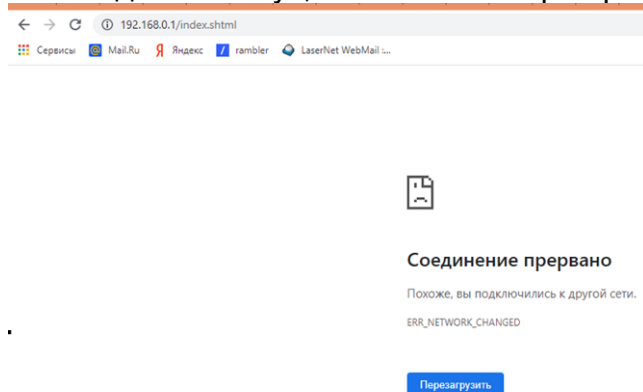 192.168.0.1/index.shtml
Сервисы Mail.Ru Яндекс rambler LaserNet WebMail :...
Соединение прервано
Похоже, вы подключились к другой сети.
ERR_NETWORK_CHANGED
Перезагрузить